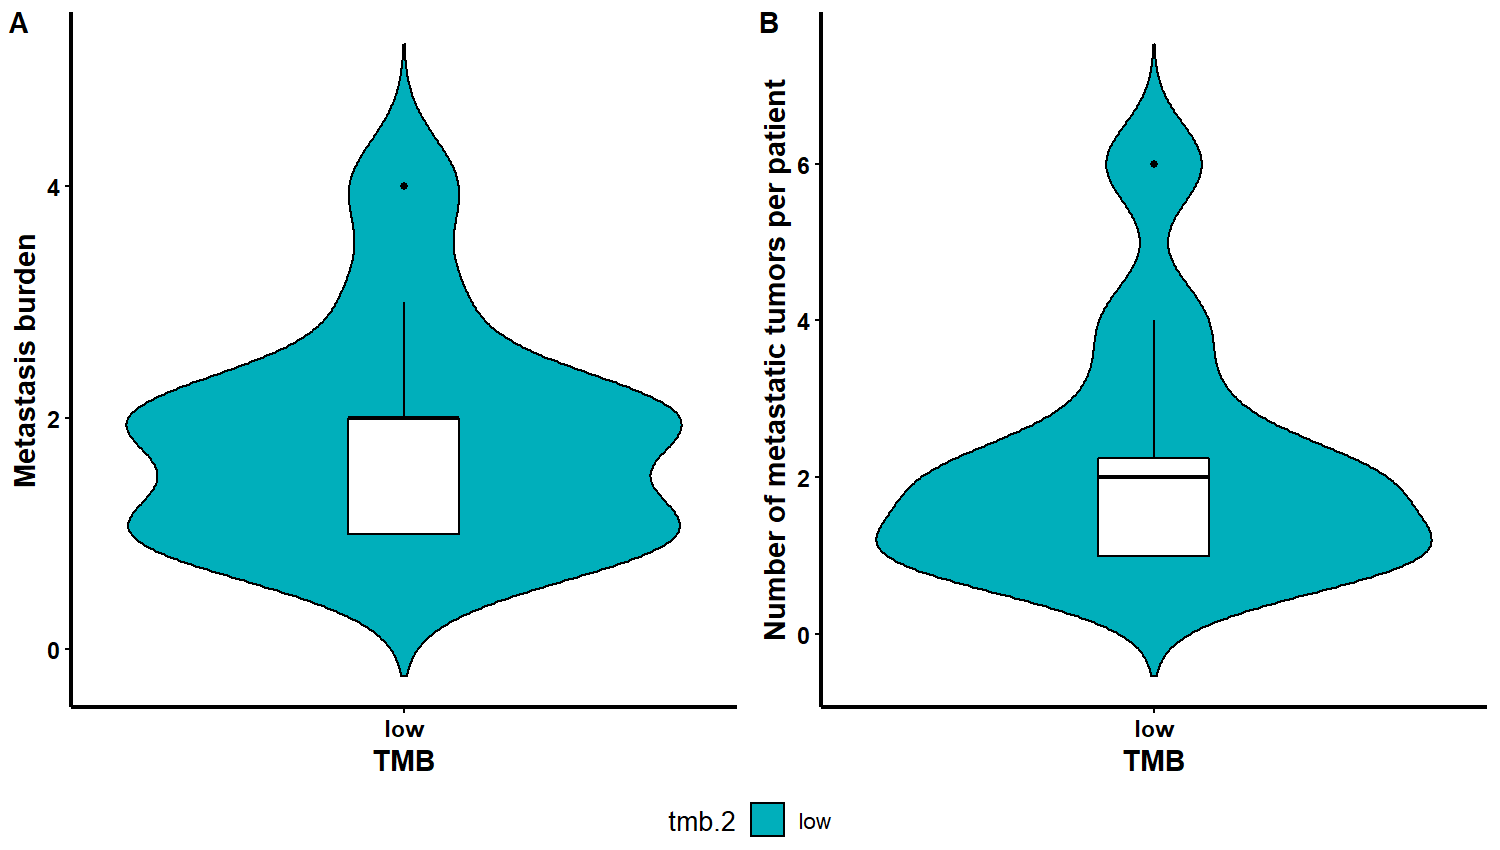 A
Metastasis burden
4
2
0
low
TMB
B
Number of metastatic tumors per patient
6
4
2
0
low
TMB
tmb.2 low